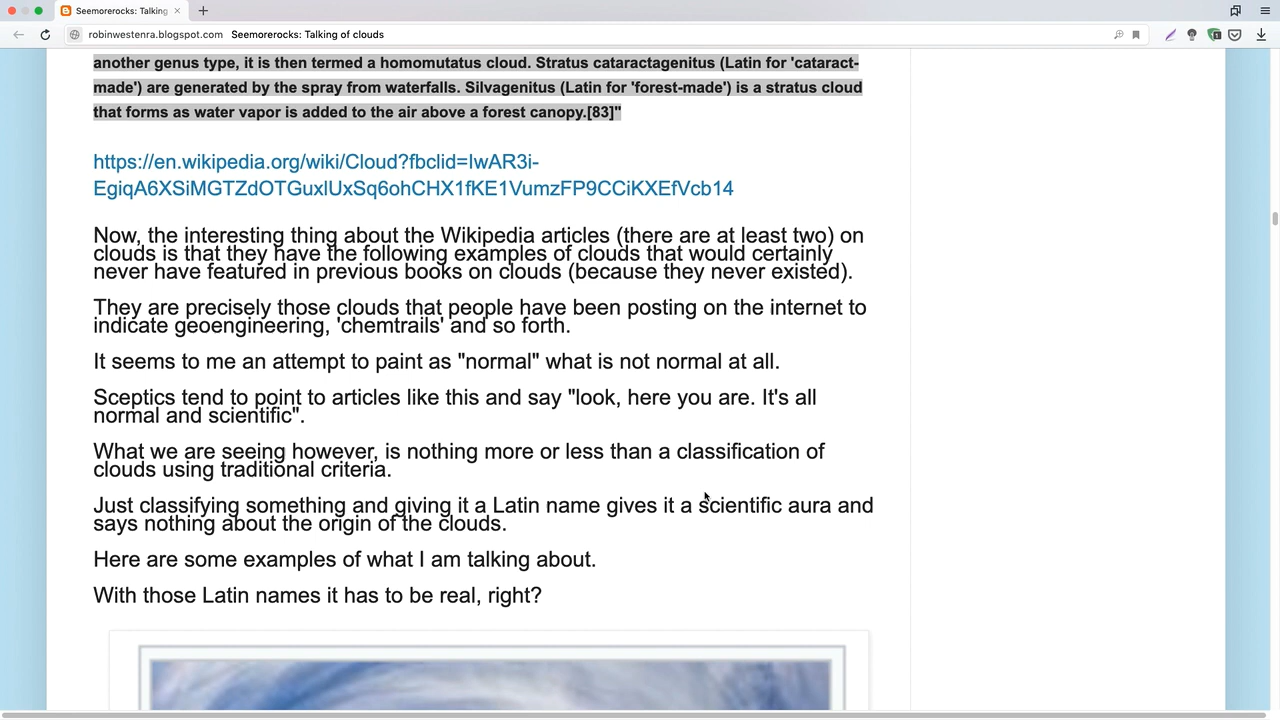 Seemorerocks: Talking
robinwestenra.blogspot.com Seemorerocks: Talking of clouds
another genus type, it is then termed a homomutatus cloud. Stratus cataractagenitus (Latin for 'cataract-
made') are generated by the spray from waterfalls. Silvagenitus (Latin for 'forest-made') is a stratus cloud
that forms as water vapor is added to the air above a forest canopy.[83]"
https://en.wikipedia.org/wiki/Cloud?fbclid=IwAR3i-
EgiqA6XSiMGTZdOTGuxlUxSq6ohCHX1fKE1VumzFP9CCiKXEfVcb14
Now, the interesting thing about the Wikipedia articles (there are at least two) on
clouds is that they have the following examples of clouds that would certainly
never have featured in previous books on clouds (because they never existed).
They are precisely those clouds that people have been posting on the internet to
indicate geoengineering, 'chemtrails' and so forth.
It seems to me an attempt to paint as "normal" what is not normal at all.
Sceptics tend to point to articles like this and say "look, here you are. It's all
normal and scientific".
What we are seeing however, is nothing more or less than a classification of
clouds using traditional criteria.
Just classifying something and giving it a Latin name gives it a scientific aura and
says nothing about the origin of the clouds.
Here are some examples of what I am talking about.
With those Latin names it has to be real, right?